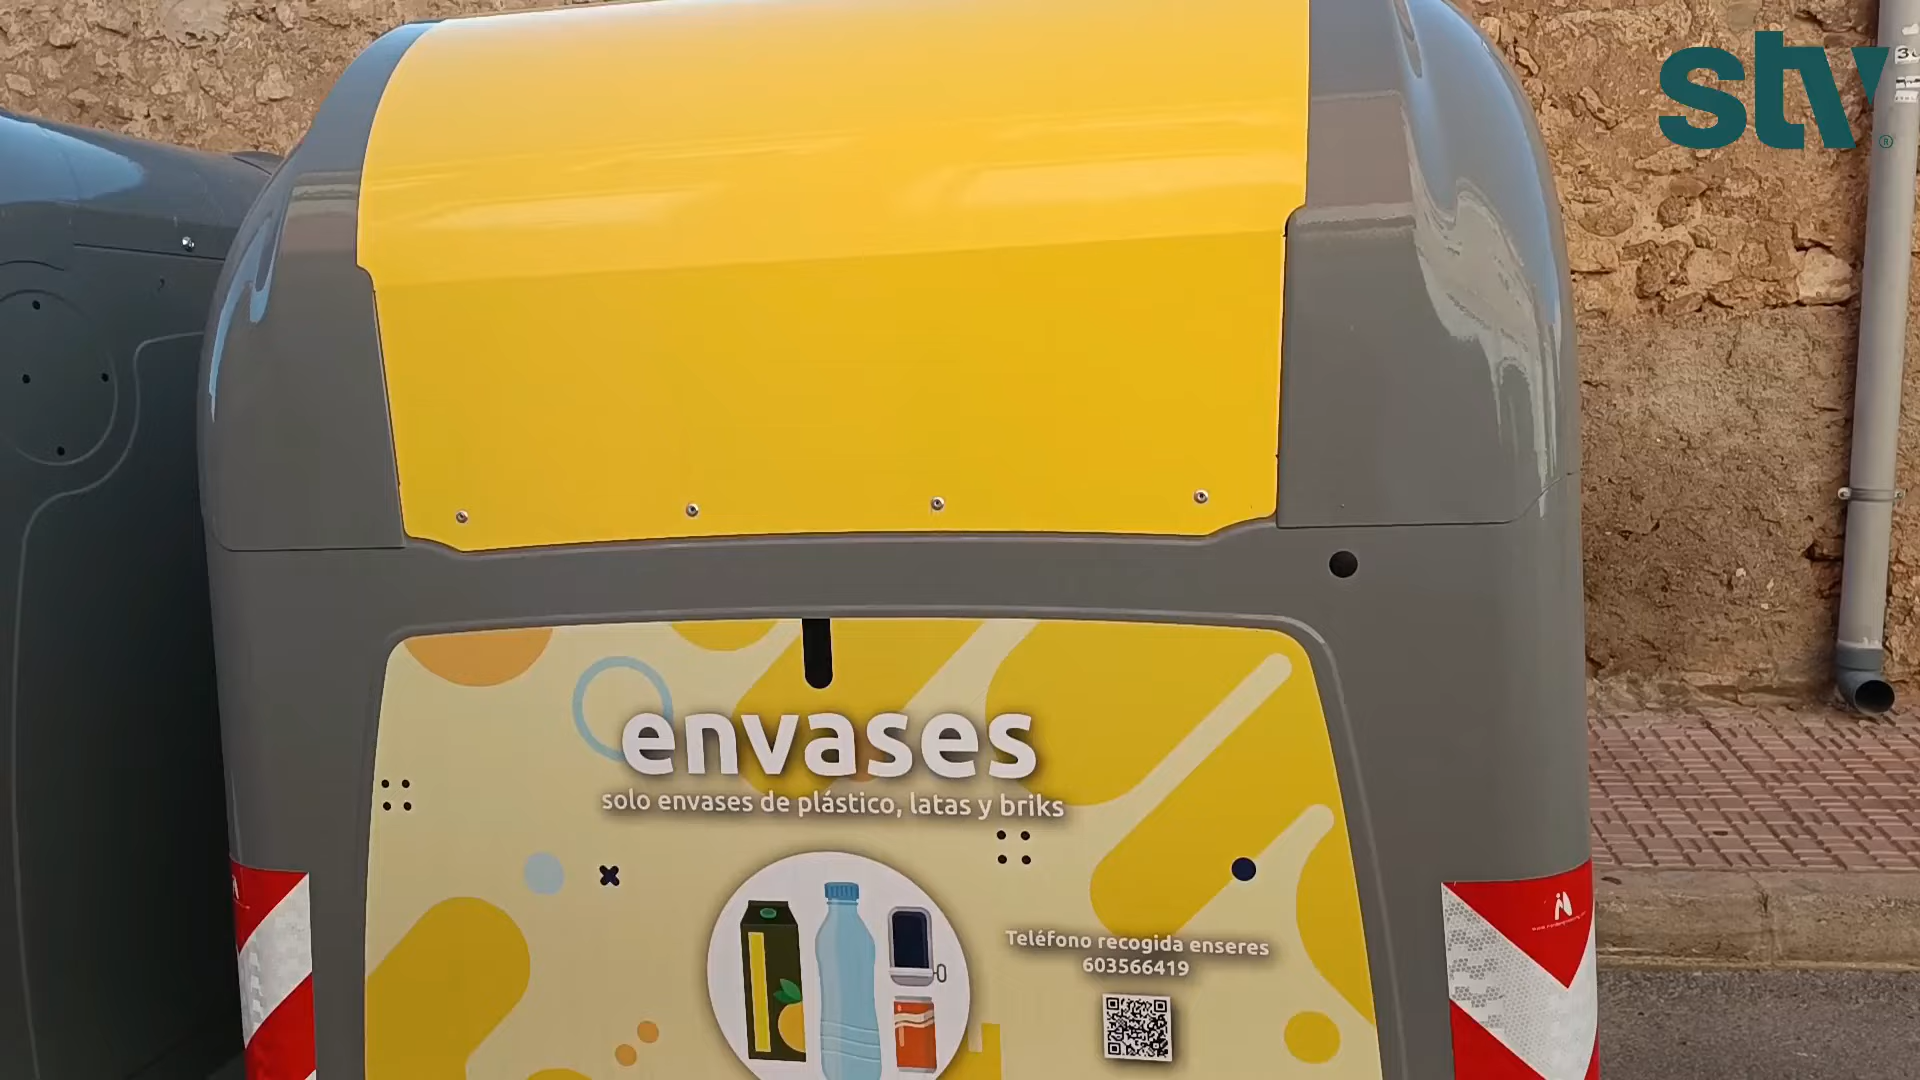 stv
envases
solo envases de plástico, latas y briks
Teléfono recogida enseres
603566419